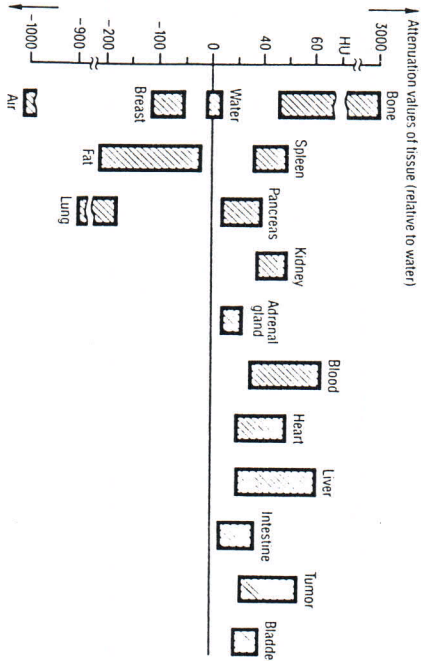 Attenuation values of tissue (relative to water)
3000
HU
60
40
0
-100
-200
-900
-1000
Bone
Water
Breast
Air
Spleen
Fat
Pancreas
Lung
Kidney
Adrenal
gland
Blood
Heart
Liver
Intestine
Tumor
Bladde